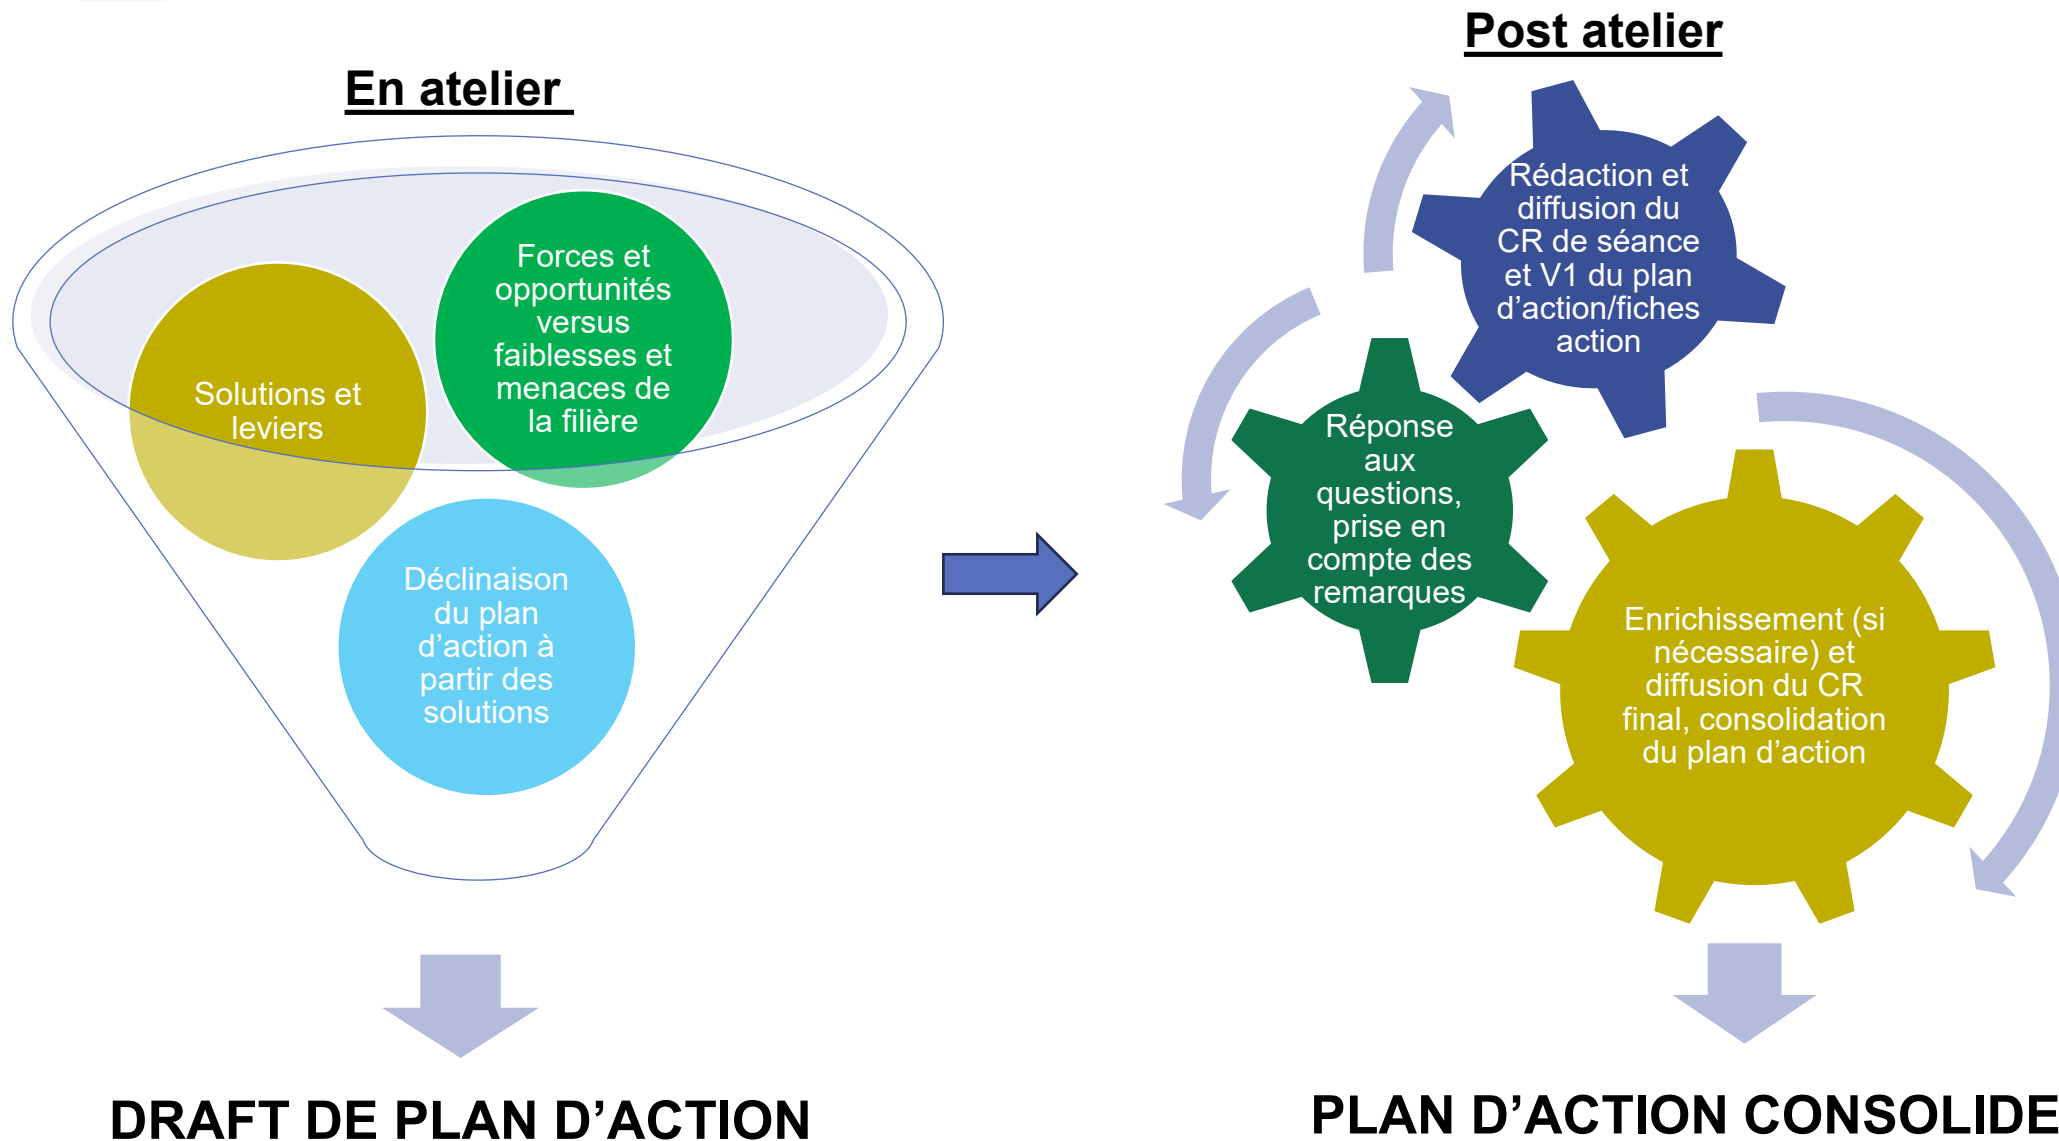 En atelier
Forces et
opportunités
versus
faiblesses et
menaces de
la filière
Solutions et
leviers
Déclinaison
du plan
d’action à
partir des
solutions
DRAFT DE PLAN D’ACTION
Post atelier
Rédaction et
diffusion du
CR de séance
et V1 du plan
d’action/fiches
action
Réponse
aux
questions,
prise en
compte des
remarques
Enrichissement (si
nécessaire) et
diffusion du CR
final, consolidation
du plan d’action
PLAN D’ACTION CONSOLIDE